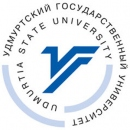 УДМУРТСКИЙ ГОСУДАРСТВЕННЫЙ УНИВЕРСИТЕТ
UDMURTIA STATE UNIVERSITY